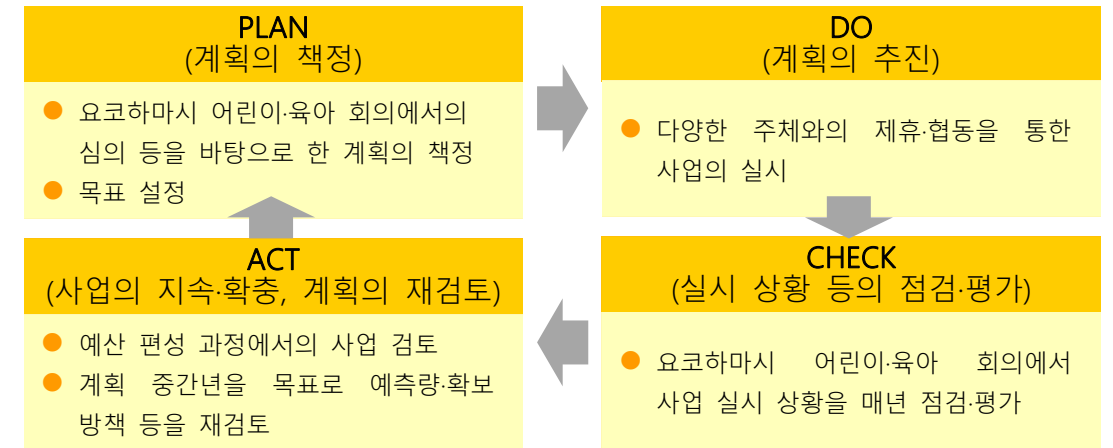 PLAN
(계획의 책정)
● 요코하마시 어린이·육아 회의에서의
심의 등을 바탕으로 한 계획의 책정
● 목표 설정
DO
(계획의 추진)
● 다양한 주체와의 제휴·협동을 통한
사업의 실시
CHECK
(실시 상황 등의 점검·평가)
● 요코하마시 어린이·육아 회의에서
사업 실시 상황을 매년 점검·평가
ACT
(사업의 지속·확충, 계획의 재검토)
● 예산 편성 과정에서의 사업 검토
● 계획 중간년을 목표로 예측량·확보
방책 등을 재검토